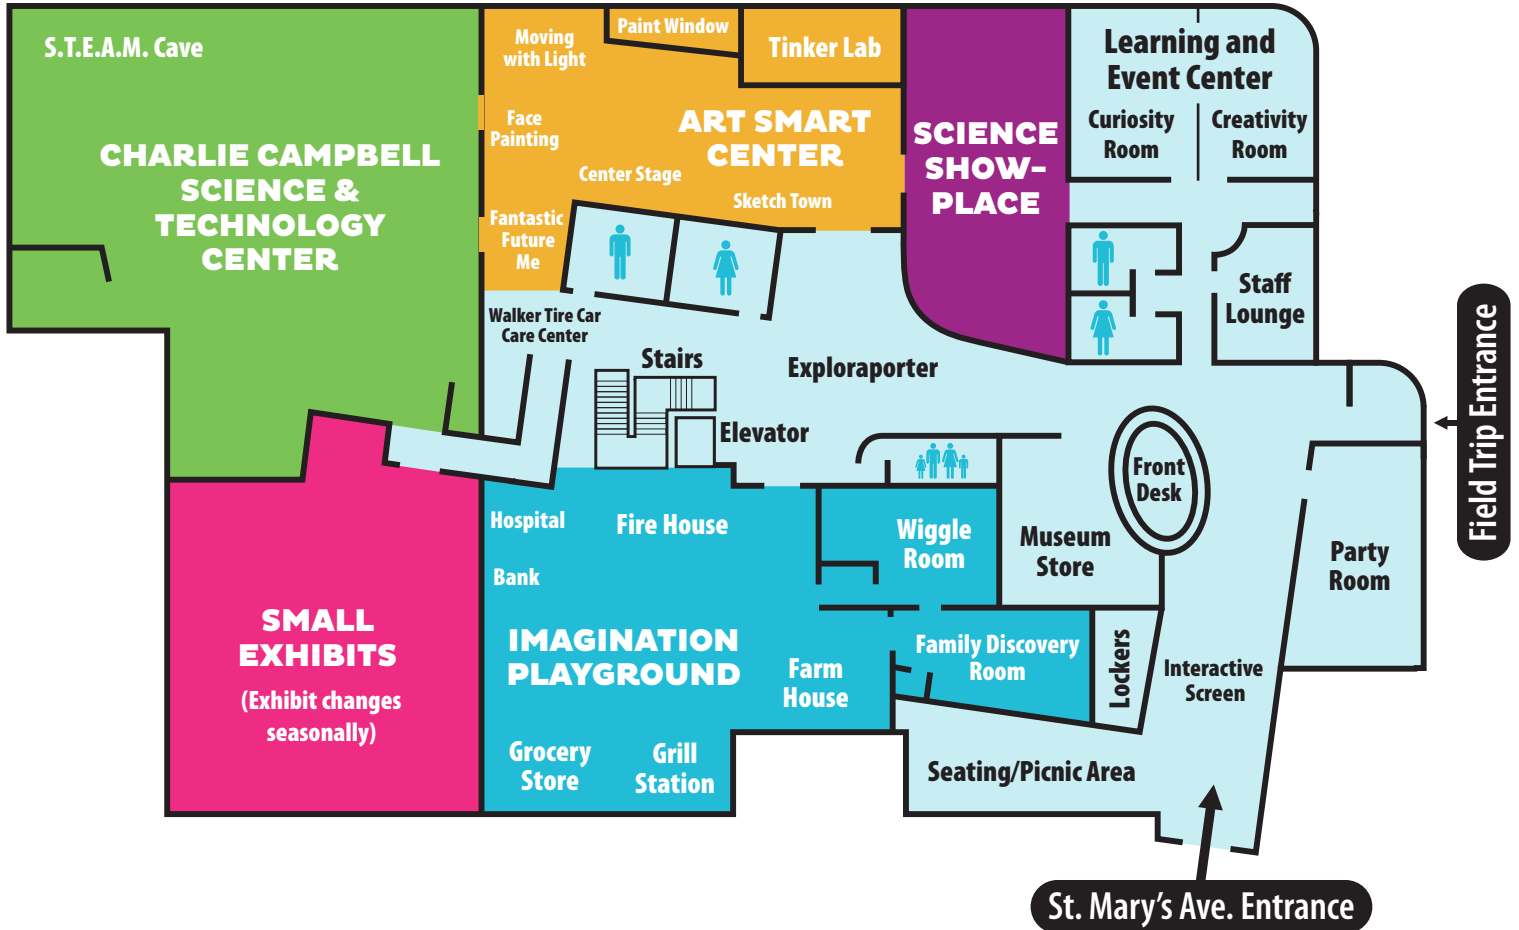 S.T.E.A.M. Cave
CHARLIE CAMPBELL
SCIENCE &
TECHNOLOGY
CENTER
Moving
with Light
Paint Window
Tinker Lab
Face
Painting
ART SMART
CENTER
Center Stage
Sketch Town
Fantastic
Future
Me
SCIENCE
SHOW-
PLACE
Learning and
Event Center
Curiosity
Room
Creativity
Room
Staff
Lounge
Walker Tire Car
Care Center
Stairs
Exploraporter
Elevator
Front
Desk
Field Trip Entrance
Hospital
Fire House
Bank
Wiggle
Room
Museum
Store
Party
Room
SMALL
EXHIBITS
(Exhibit changes
seasonally)
IMAGINATION
PLAYGROUND
Farm
House
Family Discovery
Room
Lockers
Interactive
Screen
Grocery
Store
Grill
Station
Seating/Picnic Area
St. Mary's Ave. Entrance